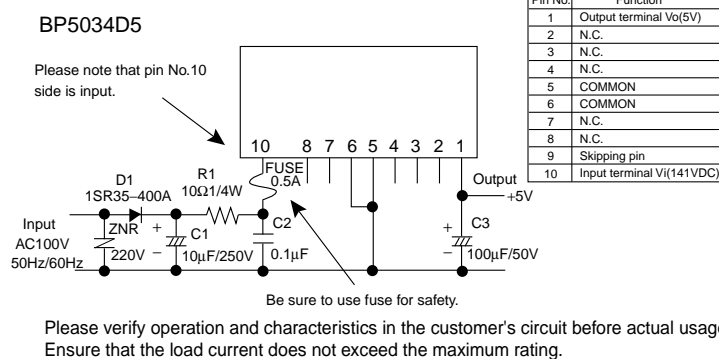 BP5034D5
Please note that pin No.10
side is input.
10 8 7 6 5 4 3 2 1
FUSE
0.5A
D1
1SR35–400A
R1
10Ω1/4W
Output
+5V
Input
AC100V
50Hz/60Hz
ZNR
220V
+
–
C1
10μF/250V
C2
0.1μF
+
–
C3
100μF/50V
Be sure to use fuse for safety.
Pin No. Function
1 Output terminal Vo(5V)
2 N.C.
3 N.C.
4 N.C.
5 COMMON
6 COMMON
7 N.C.
8 N.C.
9 Skipping pin
10 Input terminal Vi(141VDC)
Please verify operation and characteristics in the customer's circuit before actual usag
Ensure that the load current does not exceed the maximum rating.